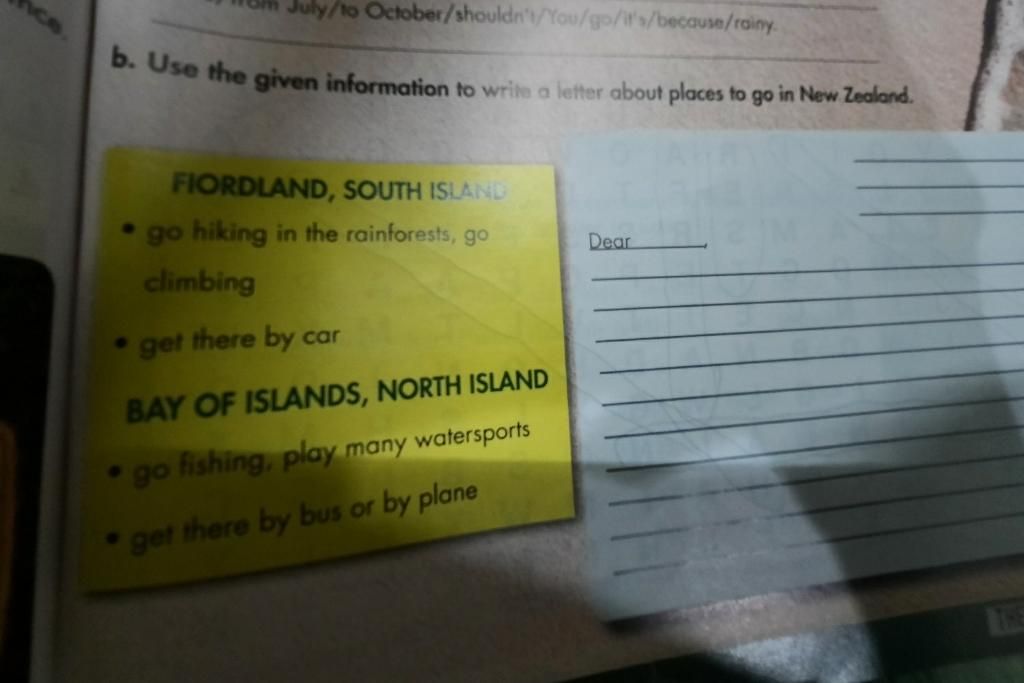 from July/to October/shouldn't/You/go/it's/because/rainy.
b. Use the given information to write a letter about places to go in New Zealand.
FIORDLAND, SOUTH ISLAND
• go hiking in the rainforests, go
climbing
• get there by car
BAY OF ISLANDS, NORTH ISLAND
• go fishing, play many watersports
• get there by bus or by plane
Dear ______,